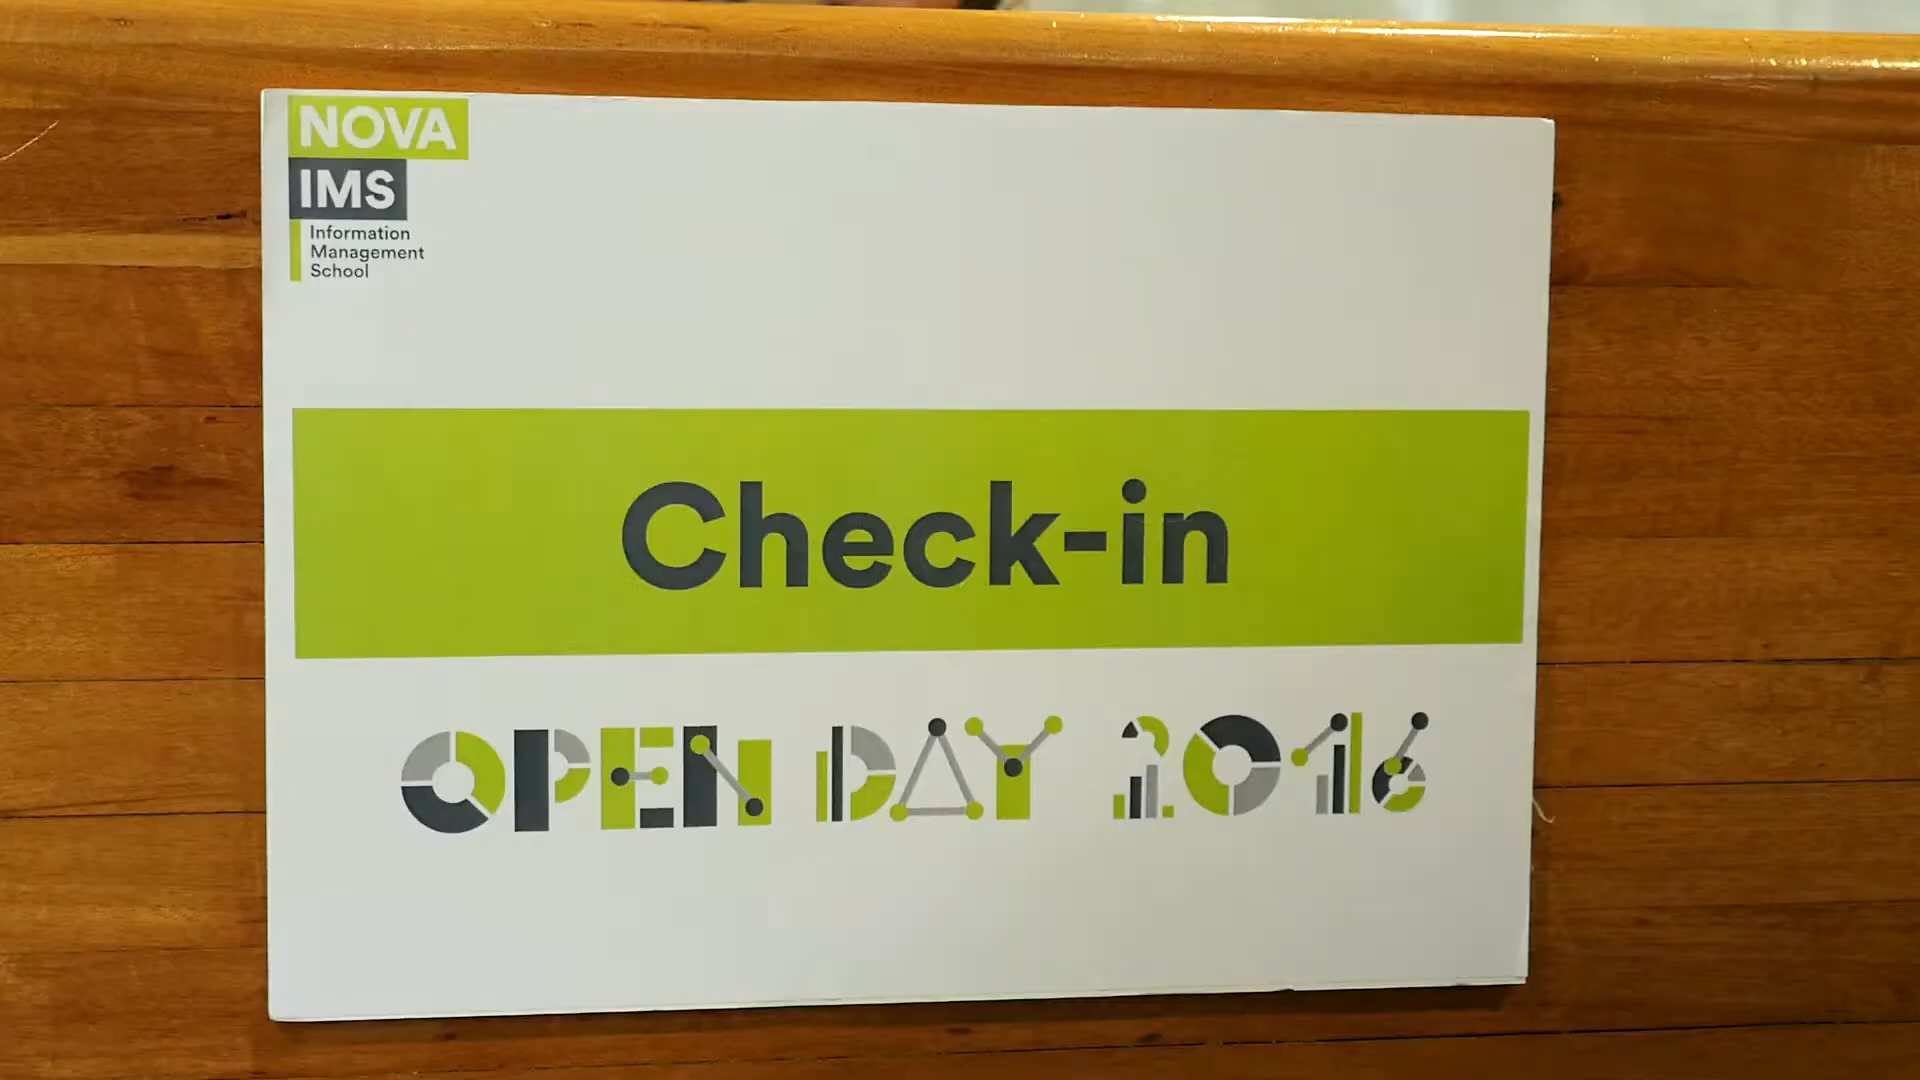 NOVA
IMS
Information
Management
School
Check-in
OPEN DAY 2016